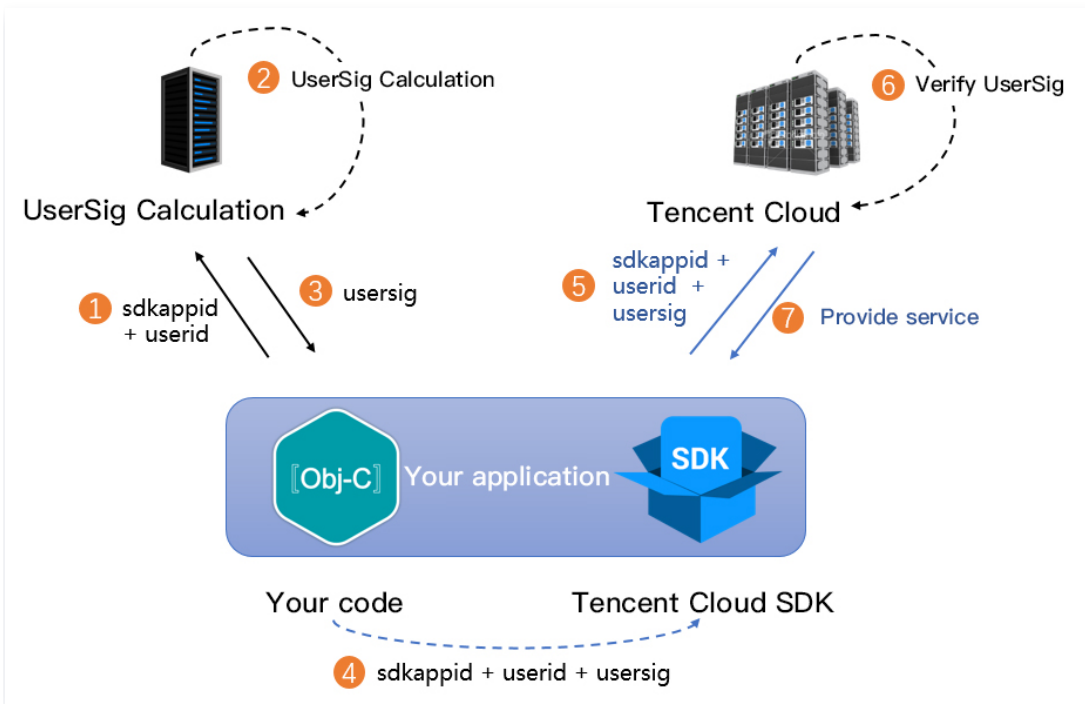 2 UserSig Calculation
UserSig Calculation
1 sdkappid
+ userid
3 usersig
6 Verify UserSig
Tencent Cloud
5 sdkappid +
userid +
usersig
7 Provide service
〖Obj-C〗
Your application
SDK
Your code
Tencent Cloud SDK
4 sdkappid + userid + usersig